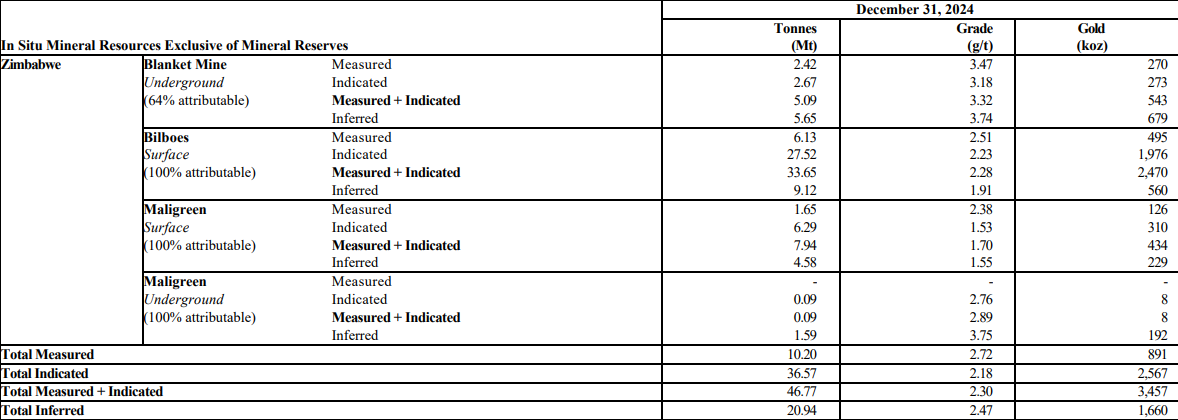 December 31, 2024
In Situ Mineral Resources Exclusive of Mineral Reserves Tonnes (Mt) Grade (g/t) Gold (koz)
Zimbabwe Blanket Mine Measured 2.42 3.47 270
Underground Indicated 2.67 3.18 273
(64% attributable) Measured + Indicated 5.09 3.32 543
Inferred 5.65 3.74 679
Bilboes Measured 6.13 2.51 495
Surface Indicated 27.52 2.23 1,976
(100% attributable) Measured + Indicated 33.65 2.28 2,470
Inferred 9.12 1.91 560
Maligreen Measured 1.65 2.38 126
Surface Indicated 6.29 1.53 310
(100% attributable) Measured + Indicated 7.94 1.70 434
Inferred 4.58 1.55 229
Maligreen Measured - - -
Underground Indicated 0.09 2.76 8
(100% attributable) Measured + Indicated 0.09 2.89 8
Inferred 1.59 3.75 192
Total Measured 10.20 2.72 891
Total Indicated 36.57 2.18 2,567
Total Measured + Indicated 46.77 2.30 3,457
Total Inferred 20.94 2.47 1,660